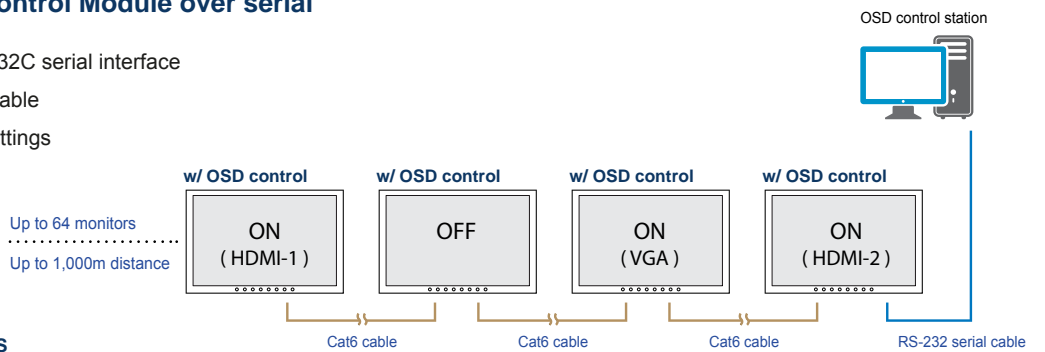 ontrol Module over serial
OSD control station
32C serial interface
able
ttings
w/ OSD control w/ OSD control w/ OSD control w/ OSD control
Up to 64 monitors
Up to 1,000m distance
ON
( HDMI-1 )
OFF
ON
( VGA )
ON
( HDMI-2 )
Cat6 cable Cat6 cable Cat6 cable RS-232 serial cable
s